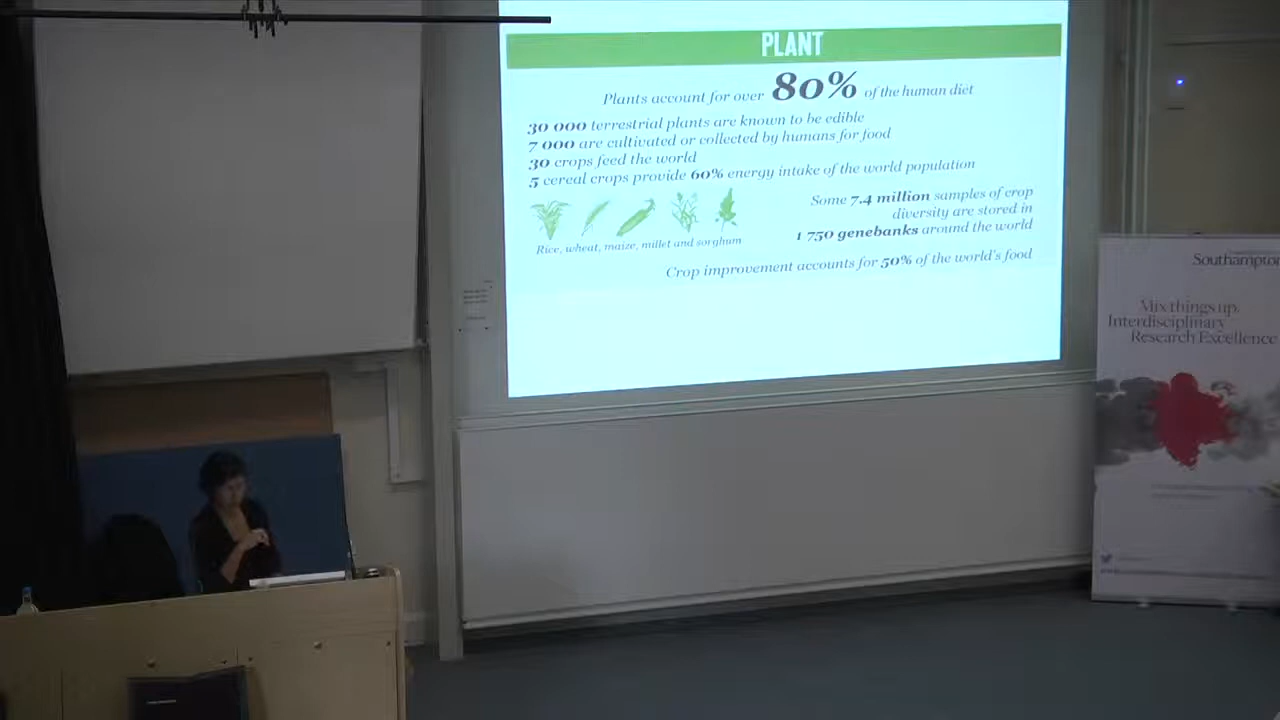 PLANT
Plants account for over 80% of the human diet
30 000 terrestrial plants are known to be edible
7 000 are cultivated or collected by humans for food
30 crops feed the world
5 cereal crops provide 60% energy intake of the world population
Rice, wheat, maize, millet and sorghum
Some 7.4 million samples of crop
diversity are stored in
1 750 genebanks around the world
Crop improvement accounts for 50% of the world's food
Southampton
Mix things up.
Interdisciplinary
Research Excellence